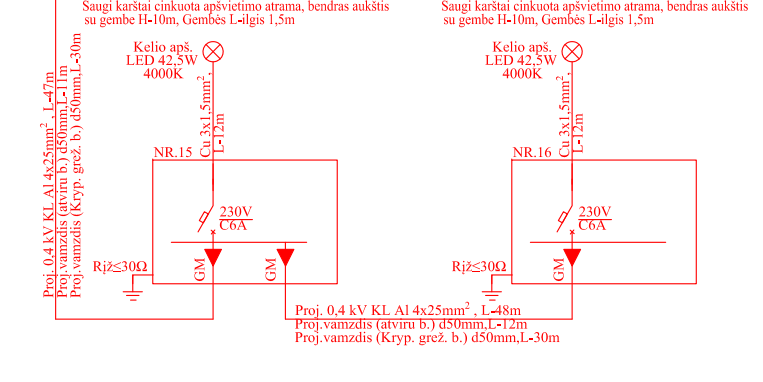 Saugi karštai cinkuota apšvietimo atrama, bendras aukštis
su gembe H-10m, Gembės L-ilgis 1,5m
Kelio apš.
LED 42,5W
4000K
Cu 3x1,5mm²,
L-12m
NR.15
230V
C6A
Rįž≤30Ω
GM
GM
Proj. 0,4 kV KL Al 4x25mm² , L-47m
Proj.vamzdis (atviru b.) d50mm,L-11m
Proj.vamzdis (Kryp. grež. b.) d50mm,L-30m
Saugi karštai cinkuota apšvietimo atrama, bendras aukštis
su gembe H-10m, Gembės L-ilgis 1,5m
Kelio apš.
LED 42,5W
4000K
Cu 3x1,5mm²,
L-12m
NR.16
230V
C6A
Rįž≤30Ω
GM
Proj. 0,4 kV KL Al 4x25mm² , L-48m
Proj.vamzdis (atviru b.) d50mm,L-12m
Proj.vamzdis (Kryp. grež. b.) d50mm,L-30m